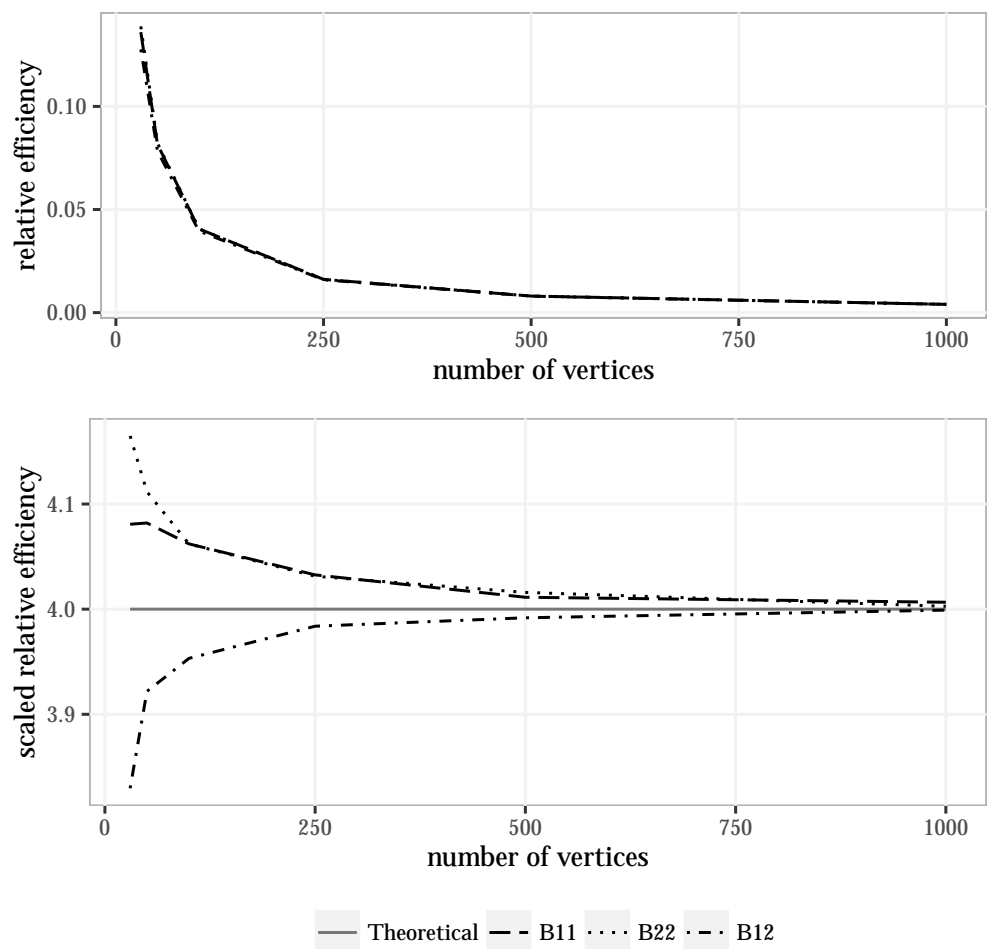 relative efficiency
0.10
0.05
0.00
0 250 500 750 1000
number of vertices
scaled relative efficiency
4.1
4.0
3.9
0 250 500 750 1000
number of vertices
Theoretical B11 B22 B12